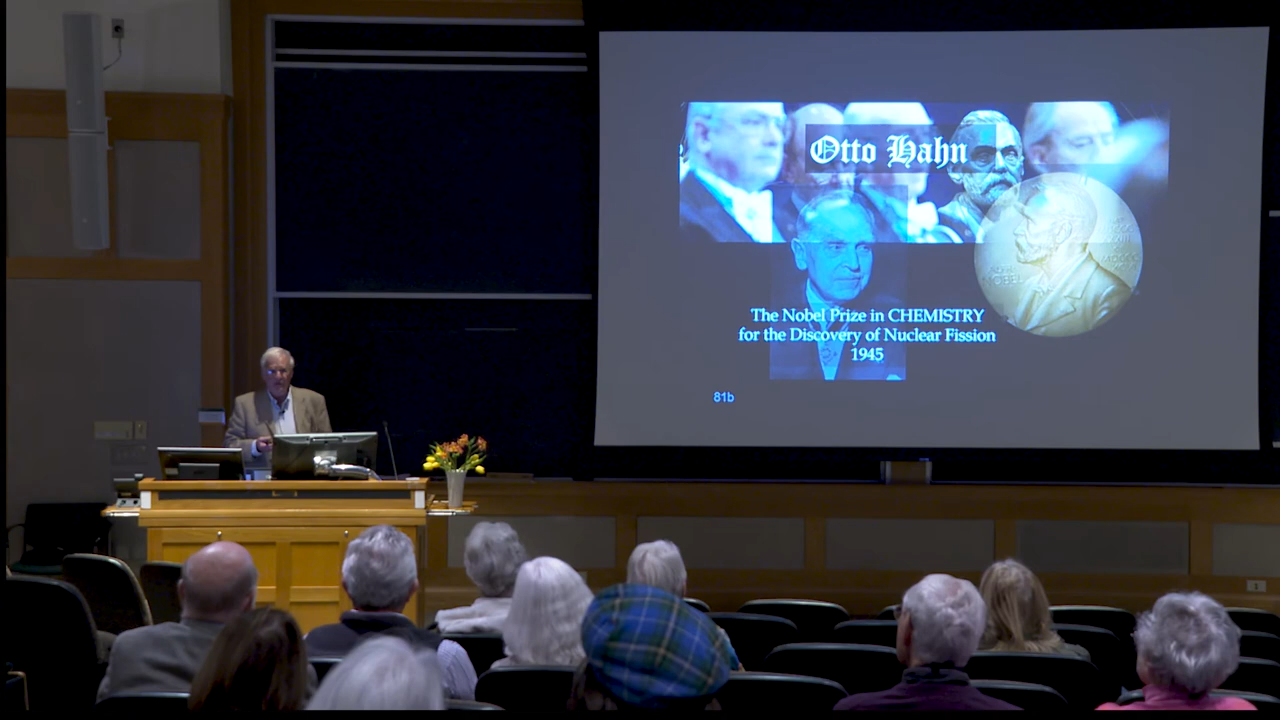 Otto Hahn
The Nobel Prize in CHEMISTRY
for the Discovery of Nuclear Fission
1945
81b